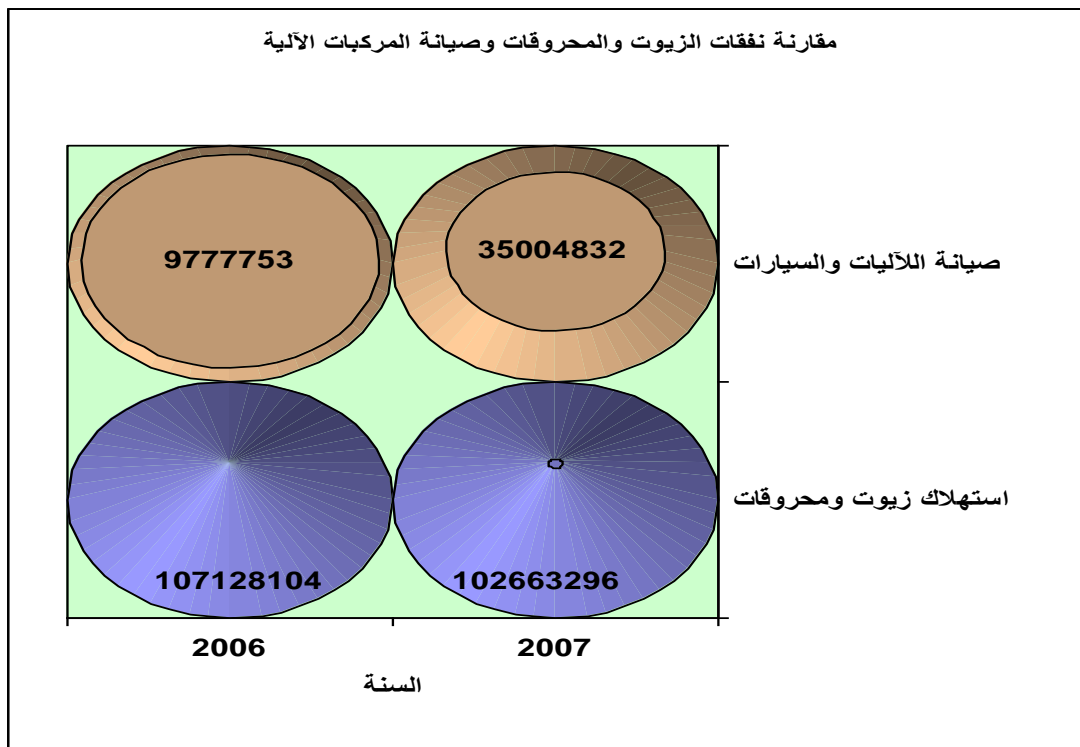 مقارنة نفقات الزيوت والمحروقات وصيانة المركبات الآلية
9777753
35004832
صيانة اللآليات والسيارات
107128104
102663296
استهلاك زيوت ومحروقات
2006
2007
السنة